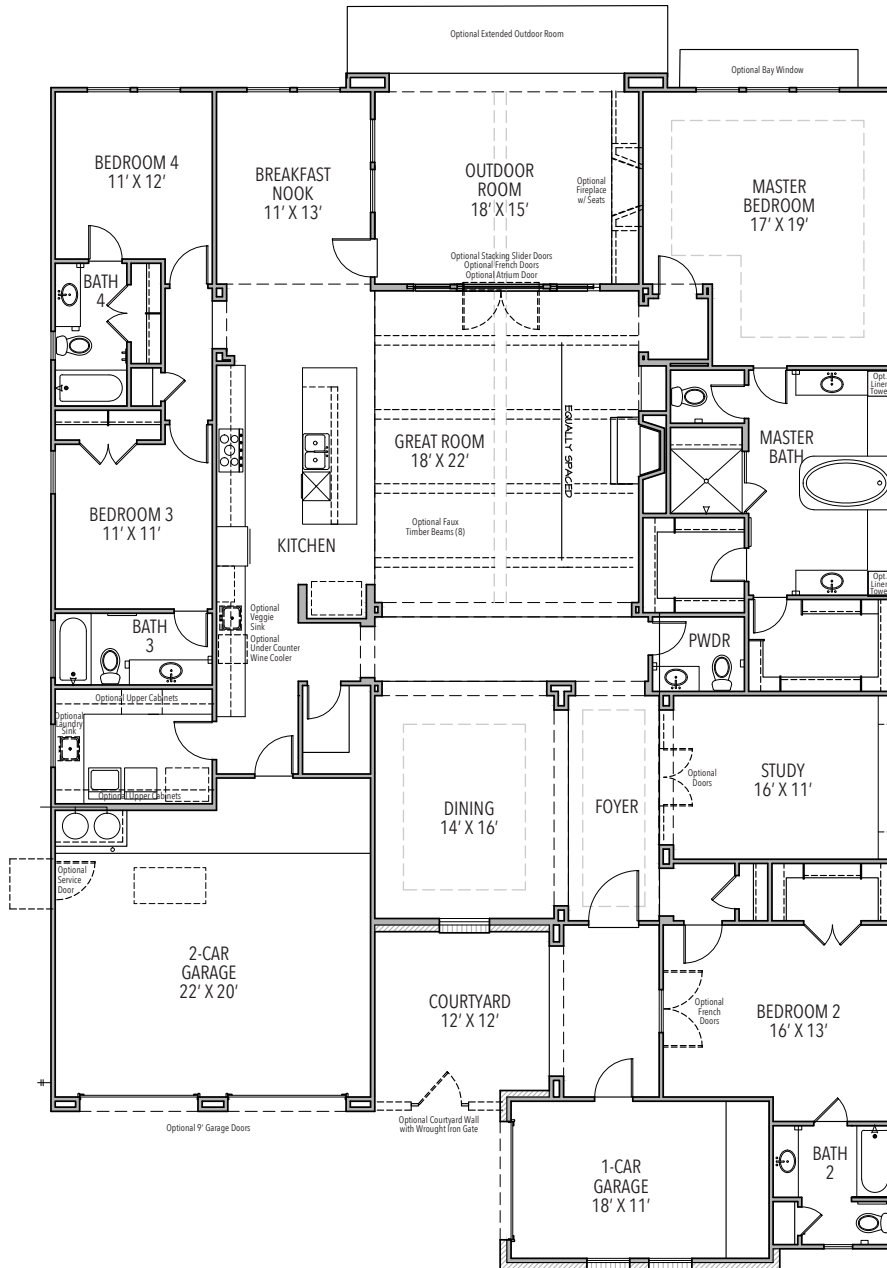 Optional Extended Outdoor Room
Optional Bay Window
BEDROOM 4
11' X 12'
BREAKFAST
NOOK
11' X 13'
OUTDOOR
ROOM
18' X 15'
Optional
Fireplace
w/ Seats
MASTER
BEDROOM
17' X 19'
Optional Stacking Slider Doors
Optional French Doors
Optional Atrium Door
BATH
4
Opt.
Linen
Tower
GREAT ROOM
18' X 22'
EQUALLY SPACED
MASTER
BATH
BEDROOM 3
11' X 11'
Optional Faux
Timber Beams (8)
KITCHEN
Opt.
Linen
Tower
Optional
Veggie
Sink
Optional
Under Counter
Wine Cooler
BATH
3
PWDR
Optional Upper Cabinets
Optional
Laundry
Sink
Optional Upper Cabinets
Optional
Doors
STUDY
16' X 11'
DINING
14' X 16'
FOYER
Optional
Service
Door
2-CAR
GARAGE
22' X 20'
COURTYARD
12' X 12'
Optional
French
Doors
BEDROOM 2
16' X 13'
Optional 9' Garage Doors
Optional Courtyard Wall
with Wrought Iron Gate
1-CAR
GARAGE
18' X 11'
BATH
2